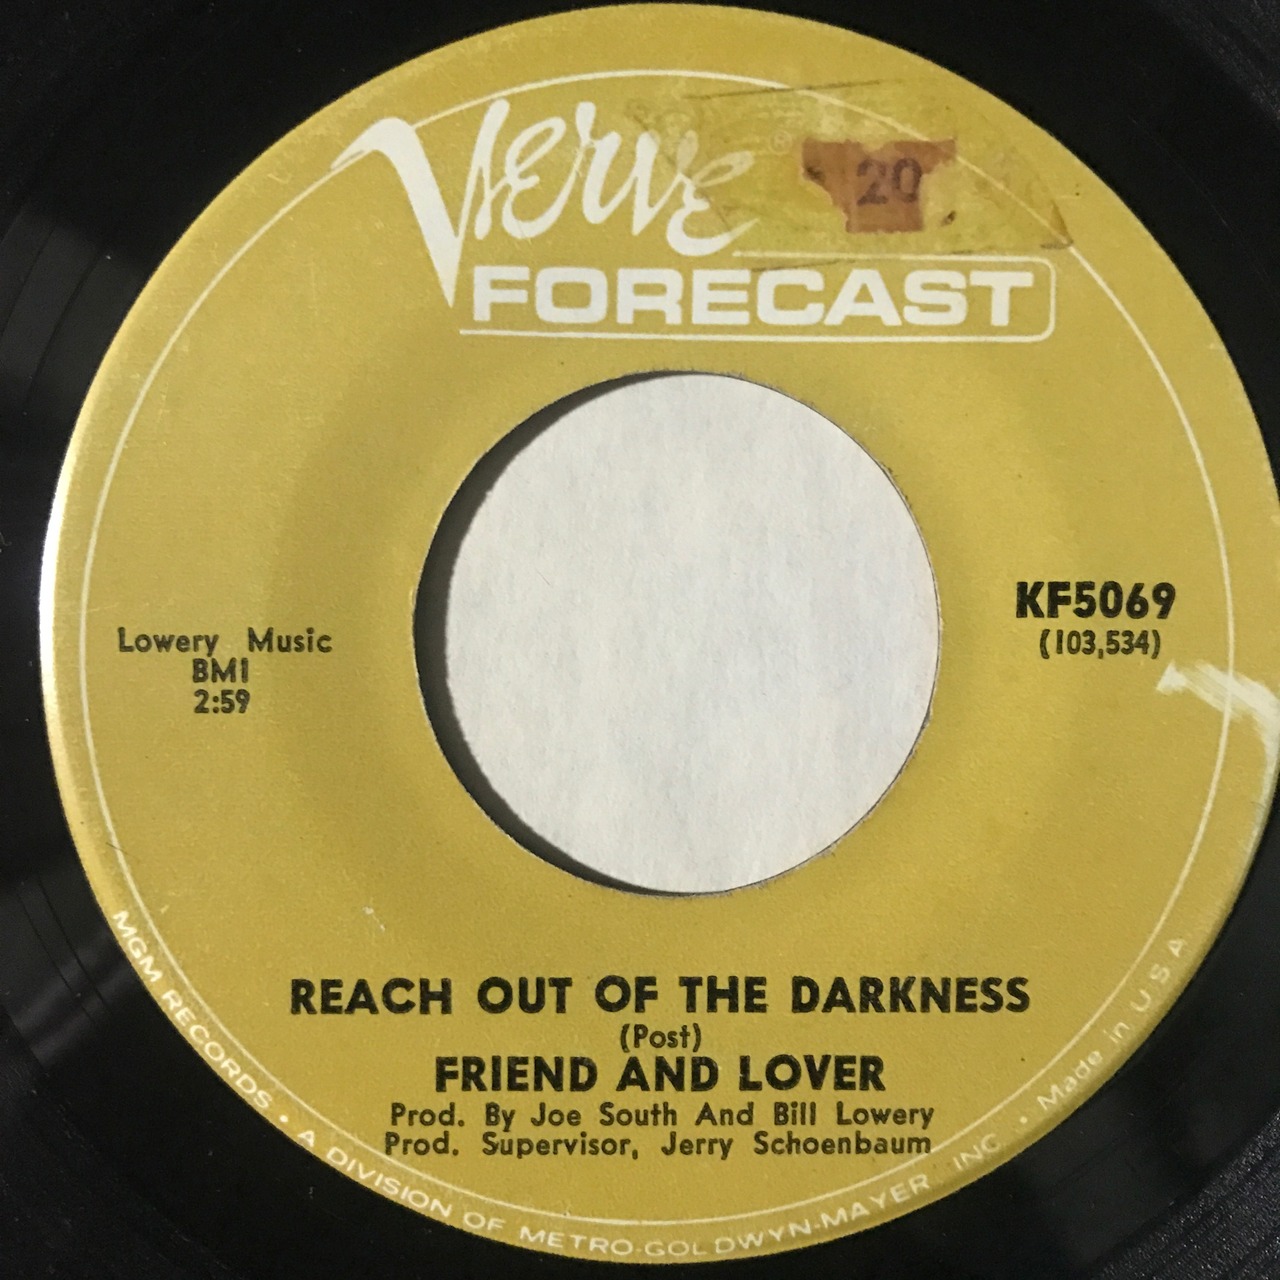 Verve ®
20
FORECAST
KF5069
(103,534)
Lowery Music
BMI
2:59
REACH OUT OF THE DARKNESS
(Post)
FRIEND AND LOVER
Prod. By Joe South And Bill Lowery
Prod. Supervisor, Jerry Schoenbaum
MGM RECORDS • A DIVISION OF METRO-GOLDWYN-MAYER INC. • Made in U S A